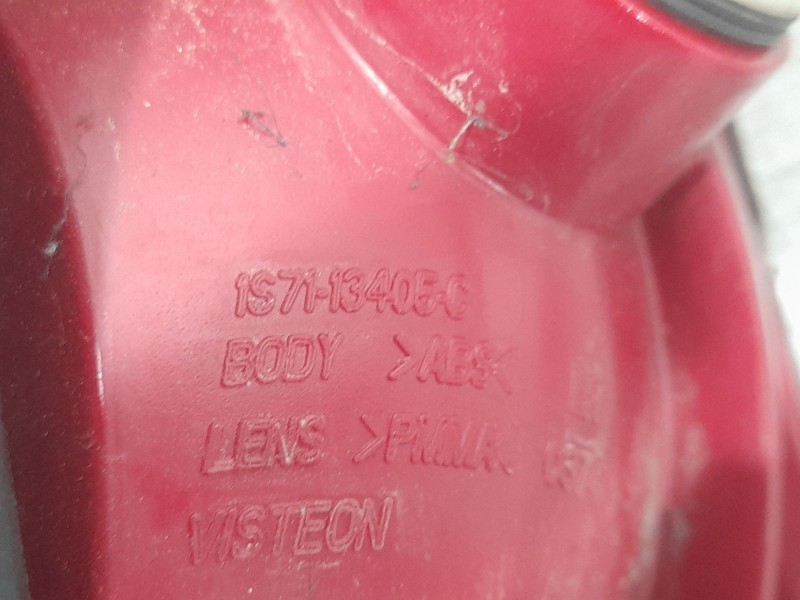 1S71-13405-C
BODY >ABS<
LENS >PMMA<
VISTEON